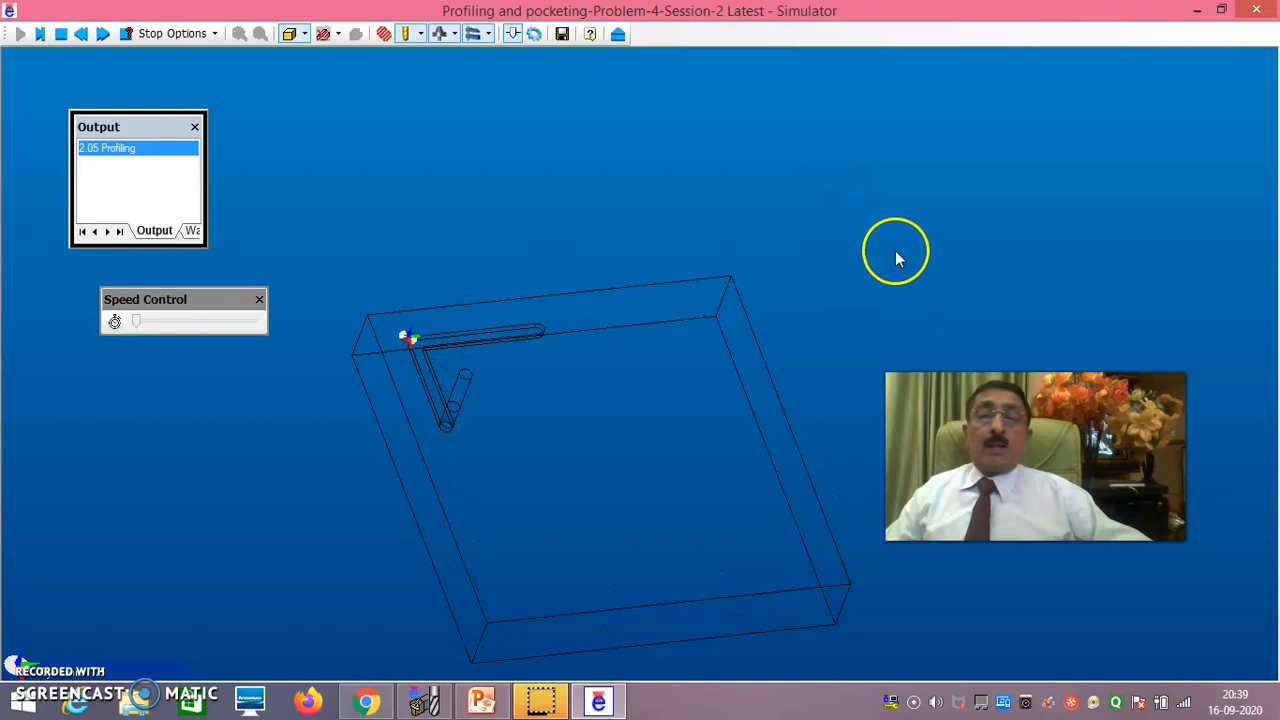 Profiling and pocketing-Problem-4-Session-2 Latest - Simulator
Stop Options
Output
2.05 Profiling
Output
Wa
Speed Control
RECORDED WITH
SCREENCAST MATIC
20:39
16-09-2020